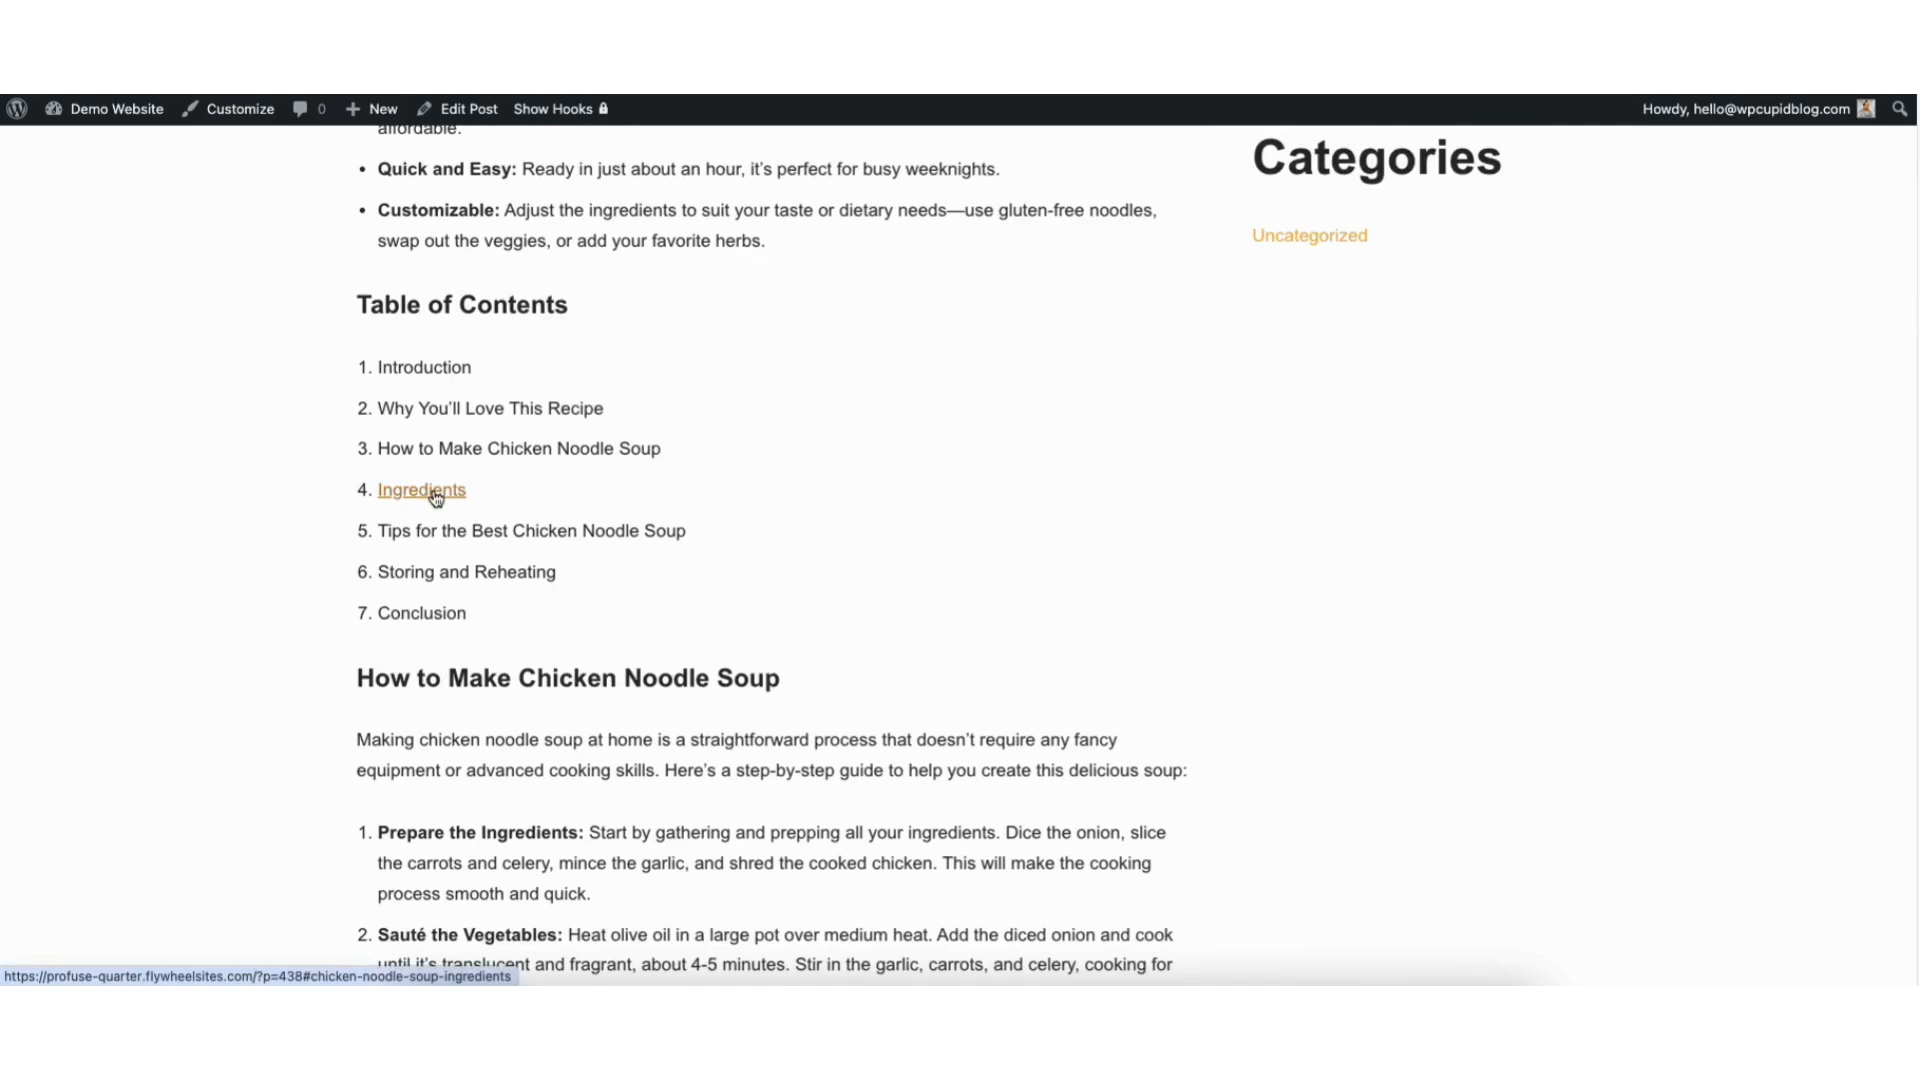 Demo Website Customize 0 New Edit Post Show Hooks Howdy, hello@wpcupidblog.com
affordable.
• Quick and Easy: Ready in just about an hour, it’s perfect for busy weeknights.
• Customizable: Adjust the ingredients to suit your taste or dietary needs—use gluten-free noodles,
swap out the veggies, or add your favorite herbs.
Table of Contents
1. Introduction
2. Why You’ll Love This Recipe
3. How to Make Chicken Noodle Soup
4. Ingredients
5. Tips for the Best Chicken Noodle Soup
6. Storing and Reheating
7. Conclusion
How to Make Chicken Noodle Soup
Making chicken noodle soup at home is a straightforward process that doesn’t require any fancy
equipment or advanced cooking skills. Here’s a step-by-step guide to help you create this delicious soup:
1. Prepare the Ingredients: Start by gathering and prepping all your ingredients. Dice the onion, slice
the carrots and celery, mince the garlic, and shred the cooked chicken. This will make the cooking
process smooth and quick.
2. Sauté the Vegetables: Heat olive oil in a large pot over medium heat. Add the diced onion and cook
until it’s translucent and fragrant, about 4-5 minutes. Stir in the garlic, carrots, and celery, cooking for
https://profuse-quarter.flywheelsites.com/?p=438#chicken-noodle-soup-ingredients
Categories
Uncategorized